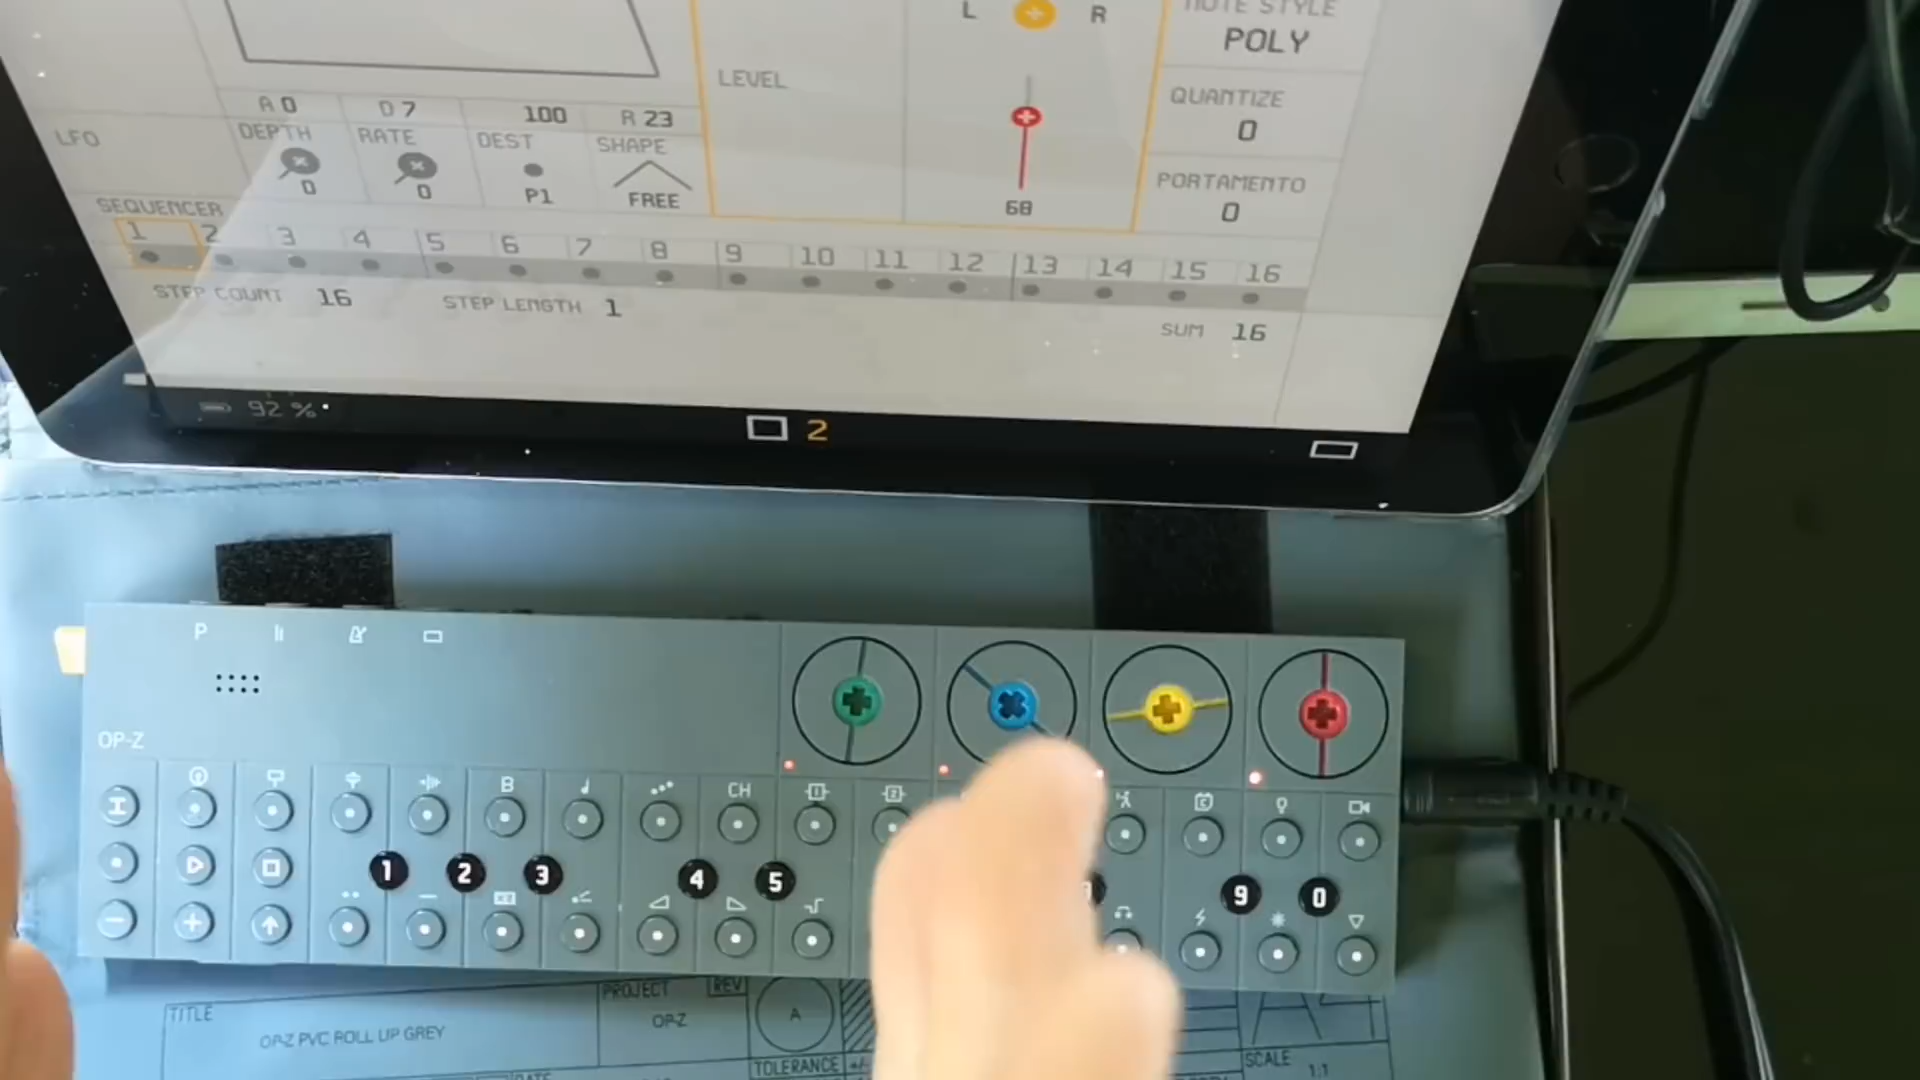 L R
NOTE STYLE
POLY
LEVEL
QUANTIZE
0
A 0 D 7 100 R 23
LFO
DEPTH RATE DEST SHAPE
0 0 P1 FREE
68
PORTAMENTO
0
SEQUENCER
1 2 3 4 5 6 7 8 9 10 11 12 13 14 15 16
STEP COUNT 16 STEP LENGTH 1
SUM 16
92 %
2
P
OP-Z
B CH
1 2 3 4 5 9 0
TITLE
OP-Z PVC ROLL UP GREY
PROJECT
OP-Z
REV
A
TOLERANCE
A4
SCALE
1:1